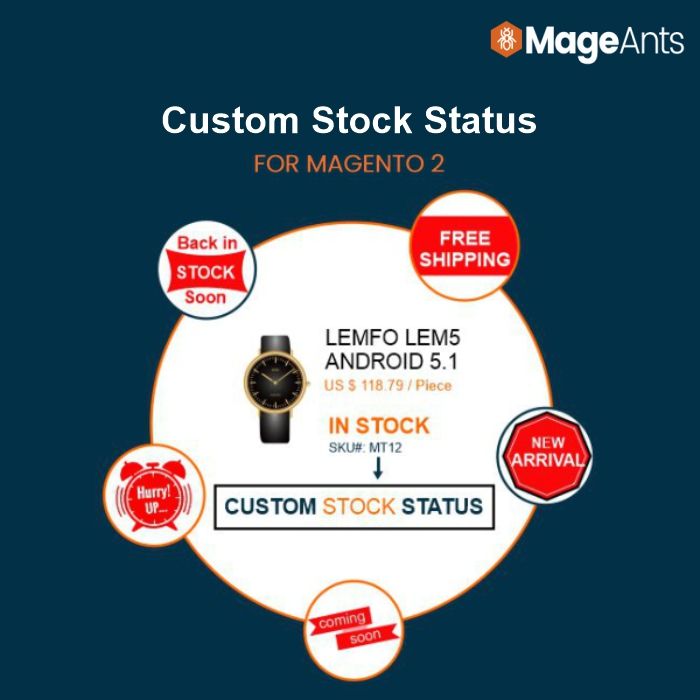 MageAnts
Custom Stock Status
FOR MAGENTO 2
Back in
STOCK
Soon
FREE
SHIPPING
LEMFO LEM5
ANDROID 5.1
US $ 118.79 / Piece
IN STOCK
SKU#: MT12
NEW
ARRIVAL
Hurry!
UP...
CUSTOM STOCK STATUS
coming
soon